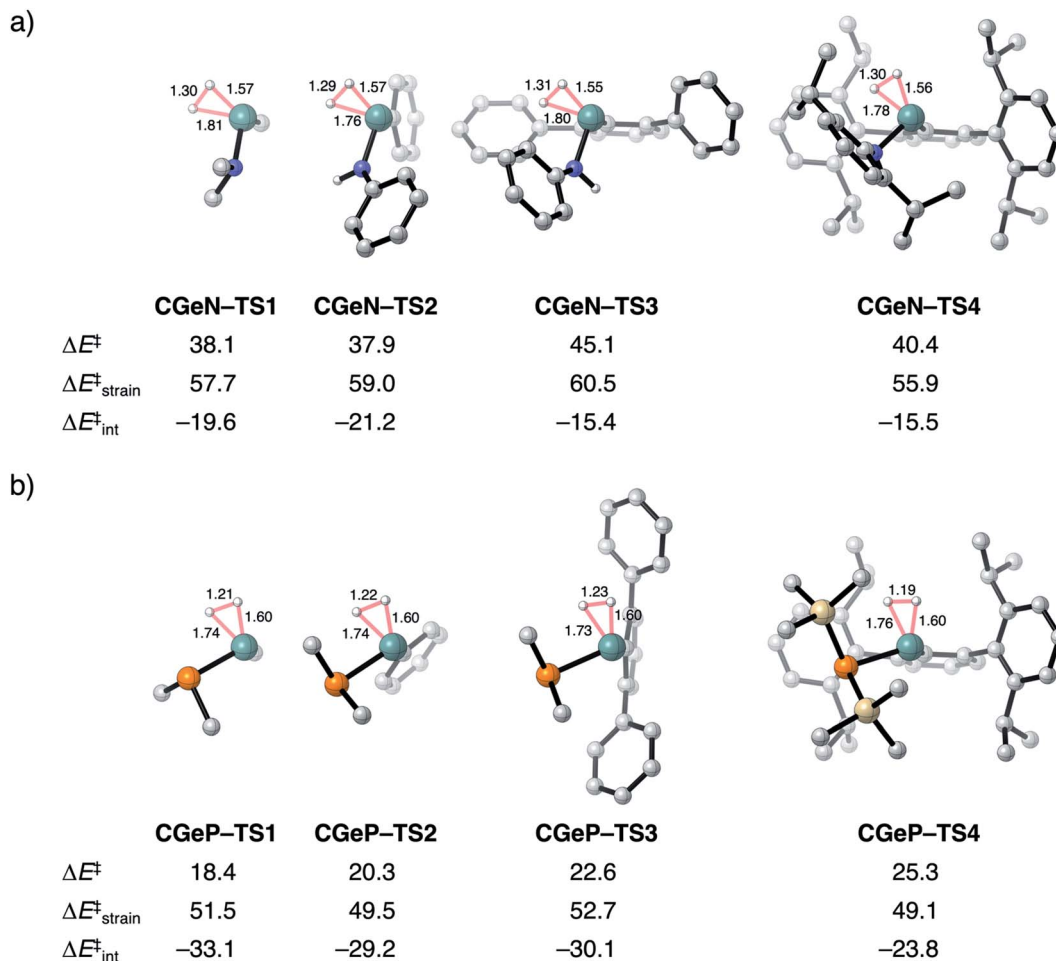 a)
1.30 1.57 1.81
1.29 1.57 1.76
1.31 1.55 1.80
1.30 1.56 1.78
CGeN–TS1 CGeN–TS2 CGeN–TS3 CGeN–TS4
ΔE‡ 38.1 37.9 45.1 40.4
ΔE‡strain 57.7 59.0 60.5 55.9
ΔE‡int –19.6 –21.2 –15.4 –15.5
b)
1.21 1.60 1.74
1.22 1.60 1.74
1.23 1.60 1.73
1.19 1.76 1.60
CGeP–TS1 CGeP–TS2 CGeP–TS3 CGeP–TS4
ΔE‡ 18.4 20.3 22.6 25.3
ΔE‡strain 51.5 49.5 52.7 49.1
ΔE‡int –33.1 –29.2 –30.1 –23.8